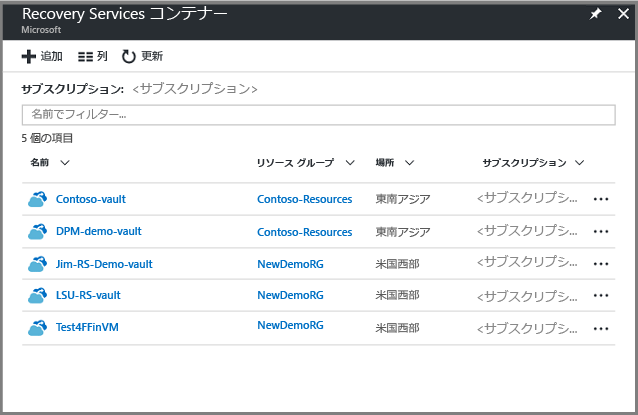 Recovery Services コンテナー
Microsoft
追加 列 更新
サブスクリプション: <サブスクリプション>
名前でフィルター...
5 個の項目
名前 リソース グループ 場所 サブスクリプション
Contoso-vault Contoso-Resources 東南アジア <サブスクリプシ... ...
DPM-demo-vault Contoso-Resources 東南アジア <サブスクリプシ... ...
Jim-RS-Demo-vault NewDemoRG 米国西部 <サブスクリプシ... ...
LSU-RS-vault NewDemoRG 米国西部 <サブスクリプシ... ...
Test4FFinVM NewDemoRG 米国西部 <サブスクリプシ... ...